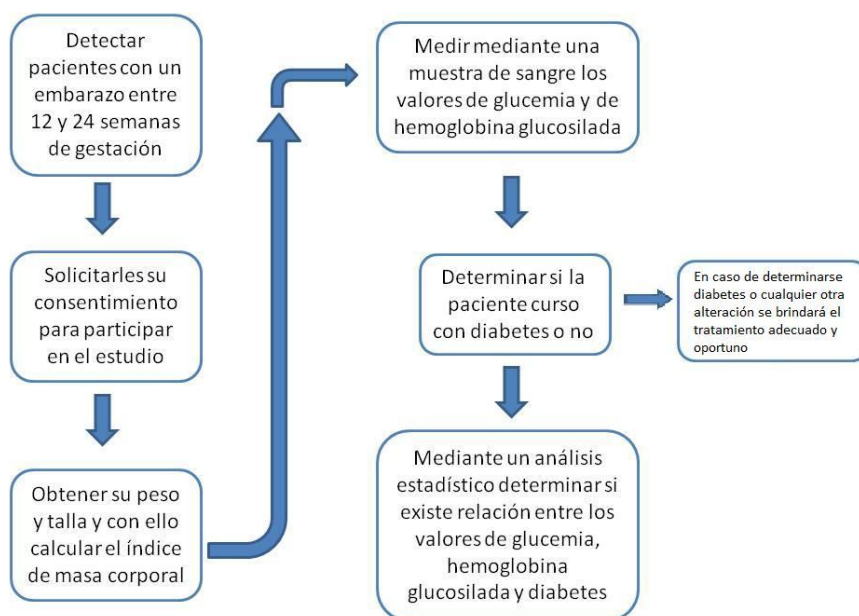 Detectar
pacientes con un
embarazo entre
12 y 24 semanas
de gestación
Solicitarles su
consentimiento
para participar
en el estudio
Obtener su peso
y talla y con ello
calcular el índice
de masa corporal
Medir mediante una
muestra de sangre los
valores de glucemia y de
hemoglobina glucosilada
Determinar si la
paciente curso
con diabetes o no
En caso de determinarse
diabetes o cualquier otra
alteración se brindará el
tratamiento adecuado y
oportuno
Mediante un análisis
estadístico determinar si
existe relación entre los
valores de glucemia,
hemoglobina
glucosilada y diabetes